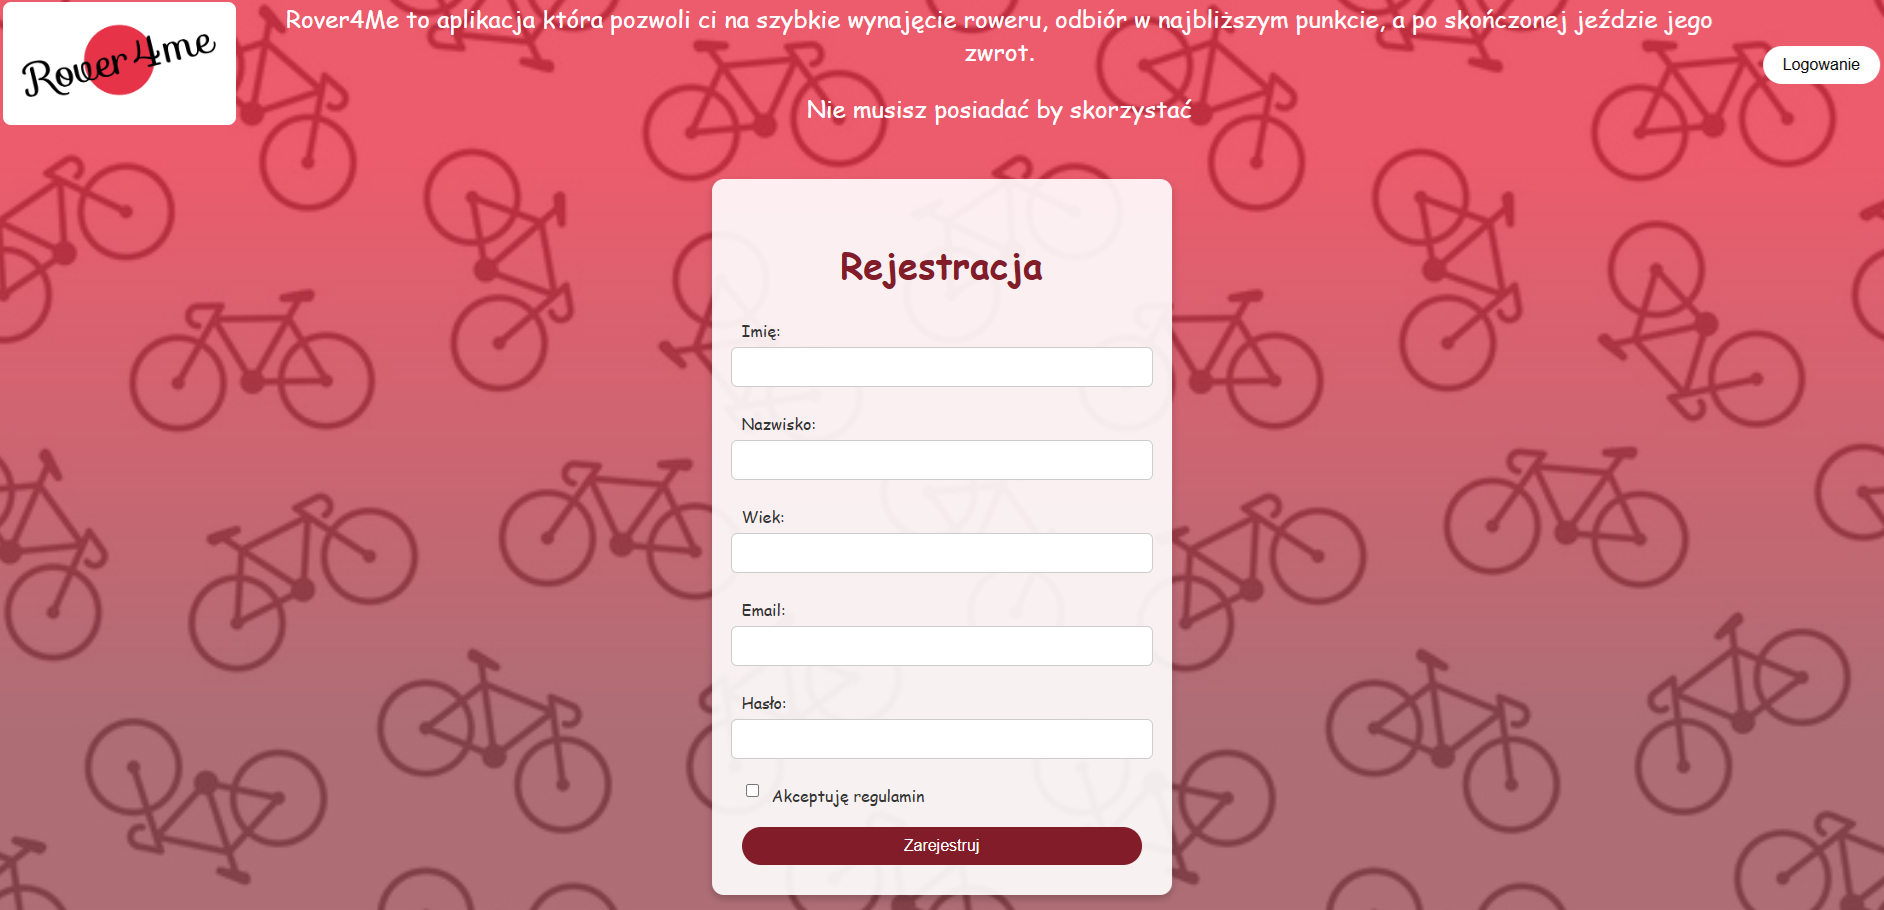 Rover4me
Rover4Me to aplikacja która pozwoli ci na szybkie wynajęcie roweru, odbiór w najbliższym punkcie, a po skończonej jeździe jego
zwrot.
Logowanie
Nie musisz posiadać by skorzystać
Rejestracja
Imię:
Nazwisko:
Wiek:
Email:
Hasło:
Akceptuję regulamin
Zarejestruj